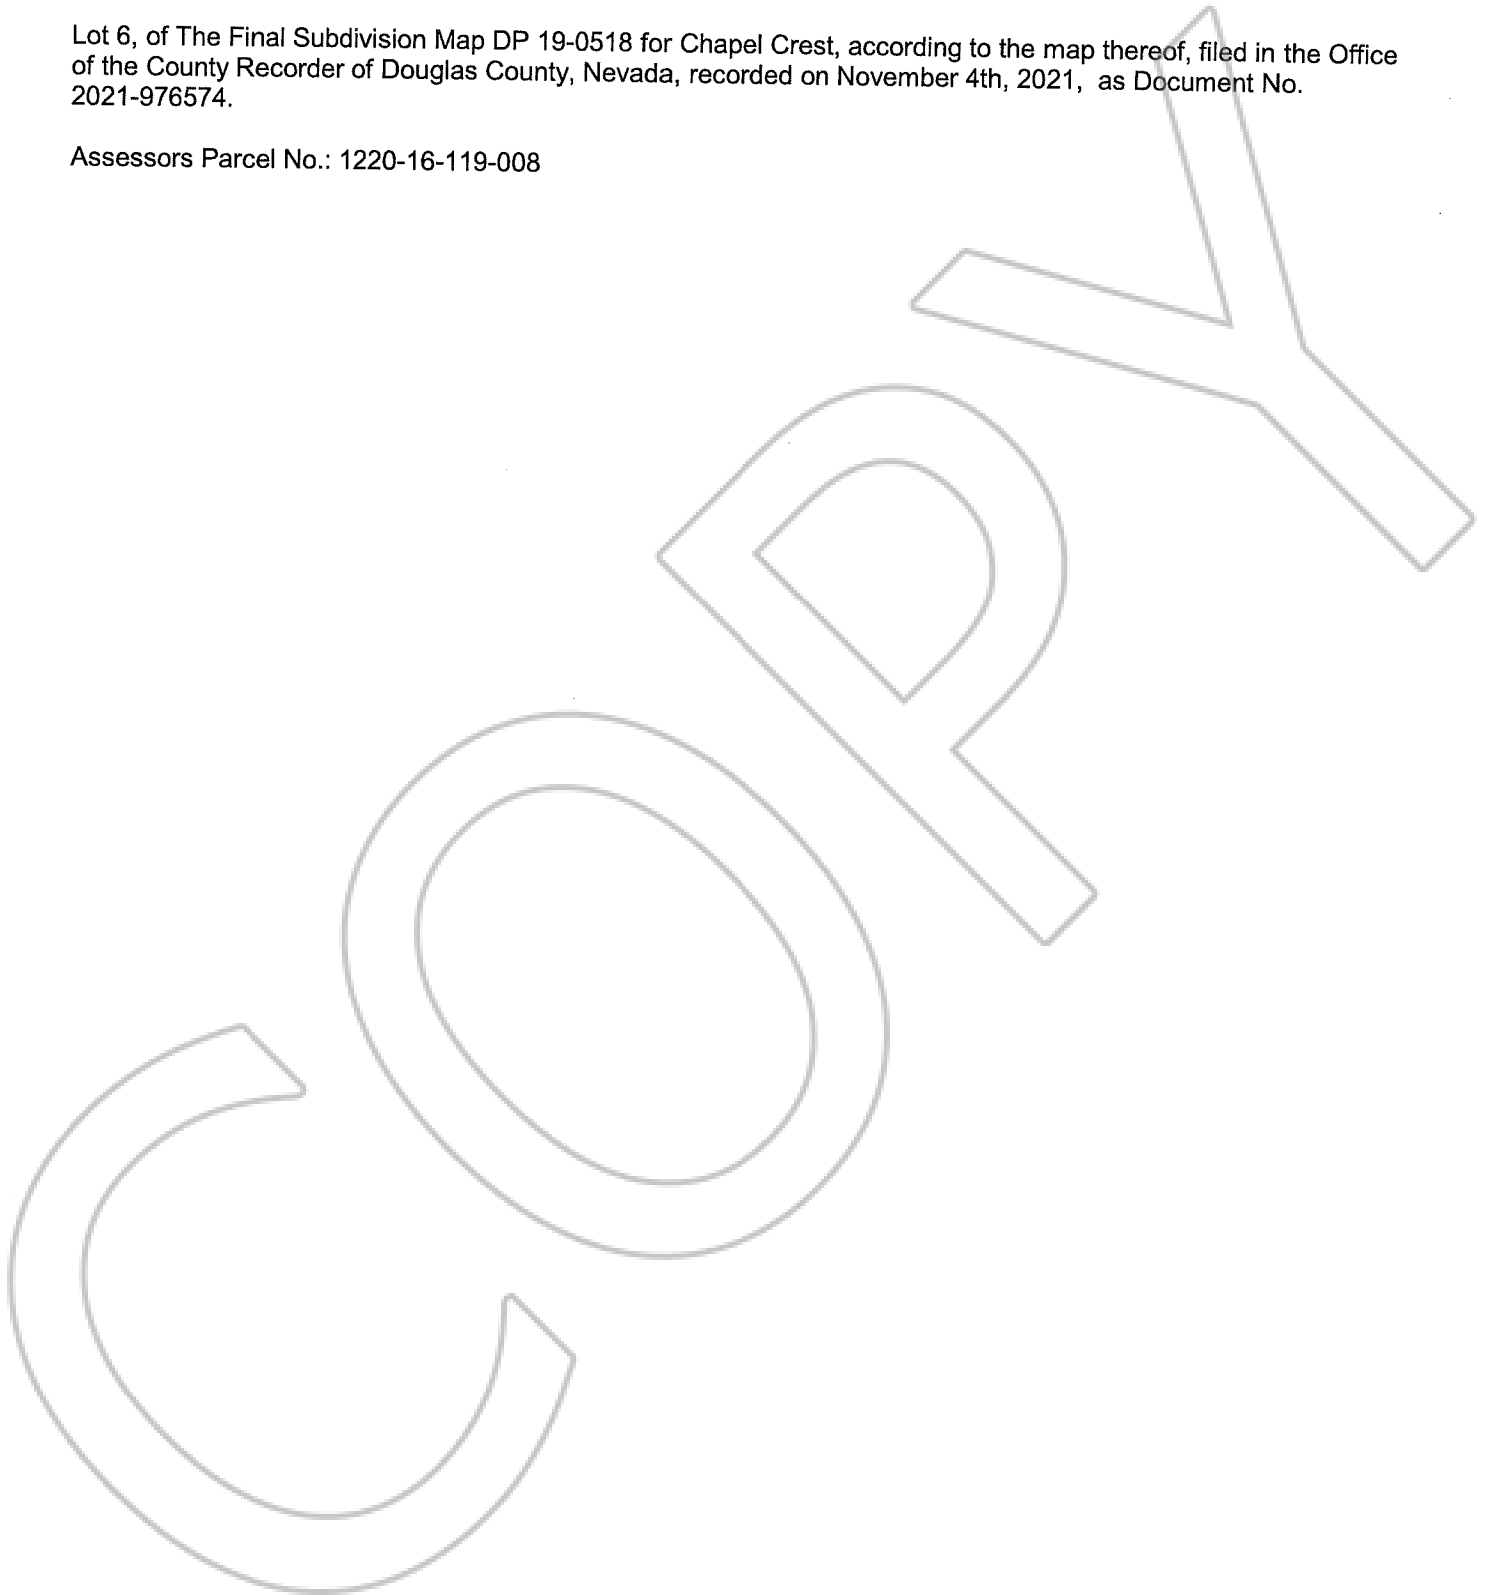 Lot 6, of The Final Subdivision Map DP 19-0518 for Chapel Crest, according to the map thereof, filed in the Office
of the County Recorder of Douglas County, Nevada, recorded on November 4th, 2021, as Document No.
2021-976574.
Assessors Parcel No.: 1220-16-119-008
COPY